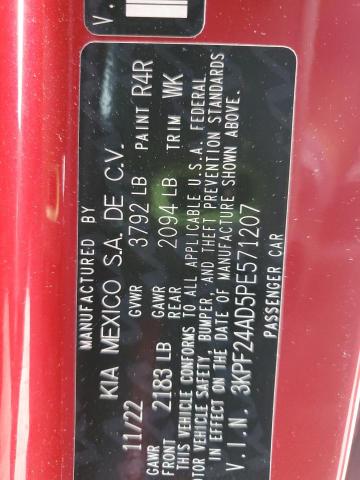 MANUFACTURED BY
KIA MEXICO S.A. DE C.V.
11/22 GVWR 3792 LB PAINT R4R
GAWR FRONT 2183 LB GAWR REAR 2094 LB TRIM WK
THIS VEHICLE CONFORMS TO ALL APPLICABLE U.S.A. FEDERAL
MOTOR VEHICLE SAFETY, BUMPER, AND THEFT PREVENTION STANDARDS
IN EFFECT ON THE DATE OF MANUFACTURE SHOWN ABOVE.
V.I.N. 3KPF24AD5PE571207
PASSENGER CAR
V.